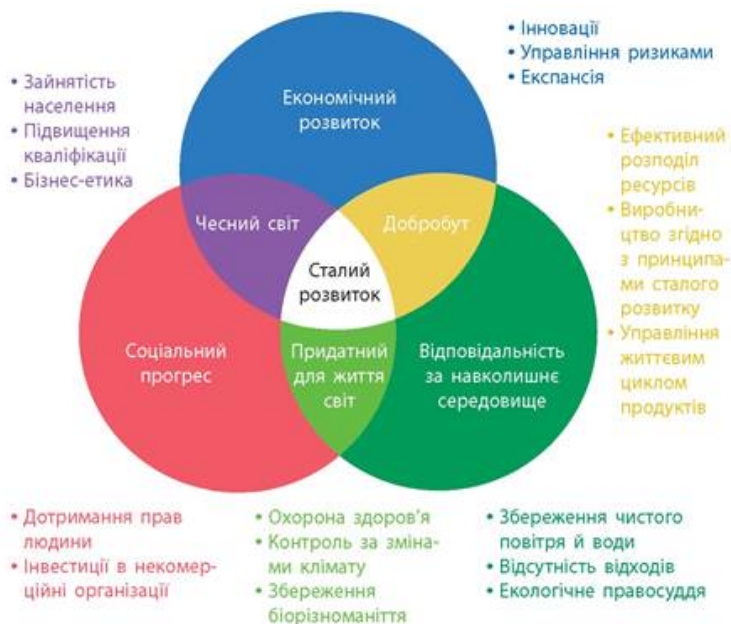 • Інновації
• Управління ризиками
• Експансія
• Зайнятість
населення
• Підвищення
кваліфікації
• Бізнес-етика
Економічний
розвиток
• Ефективний
розподіл
ресурсів
• Виробни-
цтво згідно
з принципа-
ми сталого
розвитку
• Управління
життєвим
циклом
продуктів
Чесний світ
Добробут
Сталий
розвиток
Соціальний
прогрес
Придатний
для життя
світ
Відповідальність
за навколишнє
середовище
• Дотримання прав
людини
• Інвестиції в некомер-
ційні організації
• Охорона здоров'я
• Контроль за зміна-
ми клімату
• Збереження
біорізноманіття
• Збереження чистого
повітря й води
• Відсутність відходів
• Екологічне правосуддя